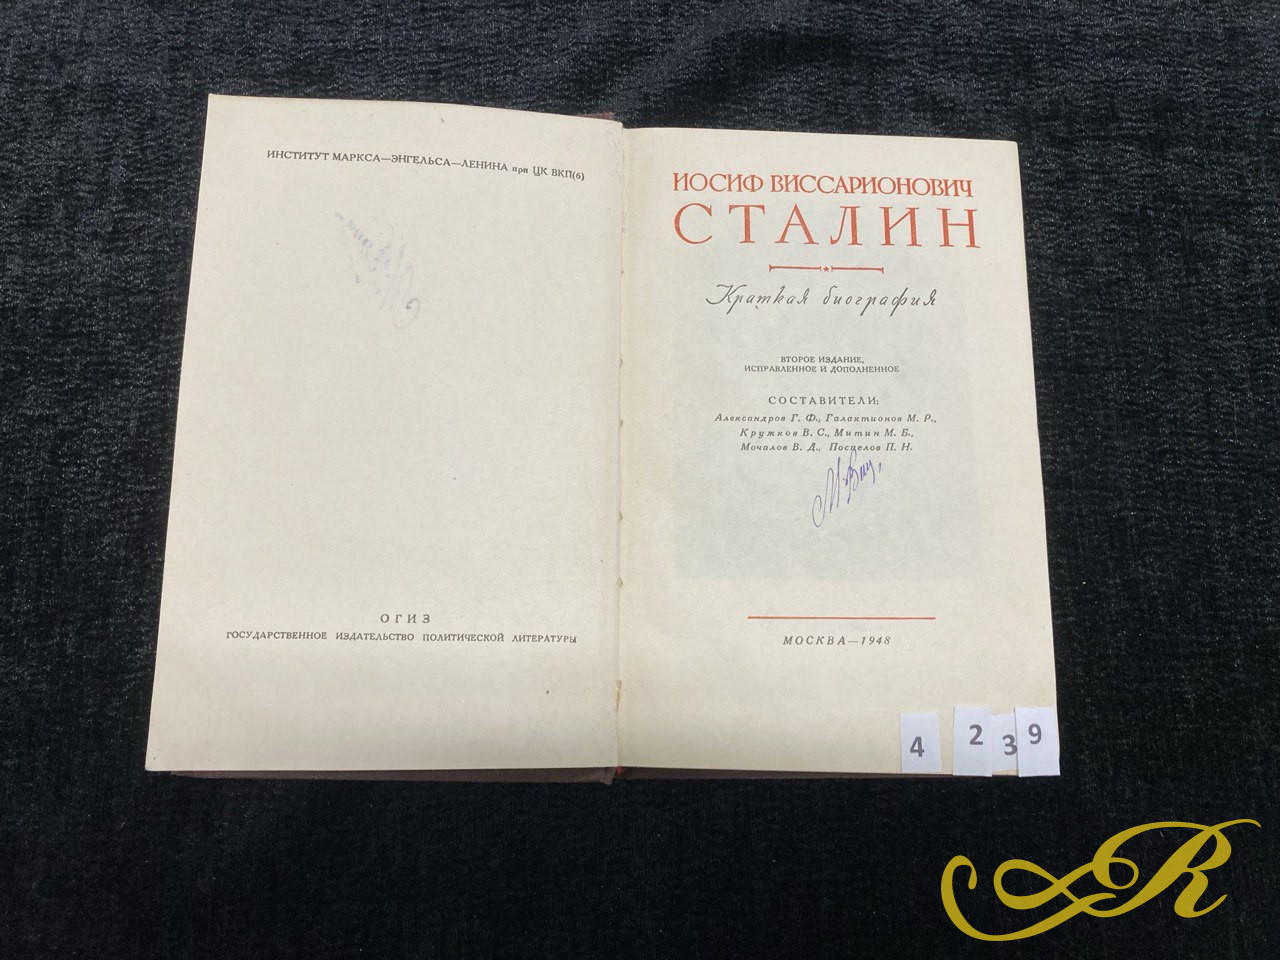 ИНСТИТУТ МАРКСА—ЭНГЕЛЬСА—ЛЕНИНА при ЦК ВКП(б)
ОГИЗ
ГОСУДАРСТВЕННОЕ ИЗДАТЕЛЬСТВО ПОЛИТИЧЕСКОЙ ЛИТЕРАТУРЫ
ИОСИФ ВИССАРИОНОВИЧ
СТАЛИН
Краткая биография
ВТОРОЕ ИЗДАНИЕ,
ИСПРАВЛЕННОЕ И ДОПОЛНЕННОЕ
СОСТАВИТЕЛИ:
Александров Г. Ф., Галактионов М. Р.,
Кружков В. С., Митин М. Б.,
Мочалов В. Д., Поспелов П. Н.
МОСКВА—1948
4 2 3 9
R